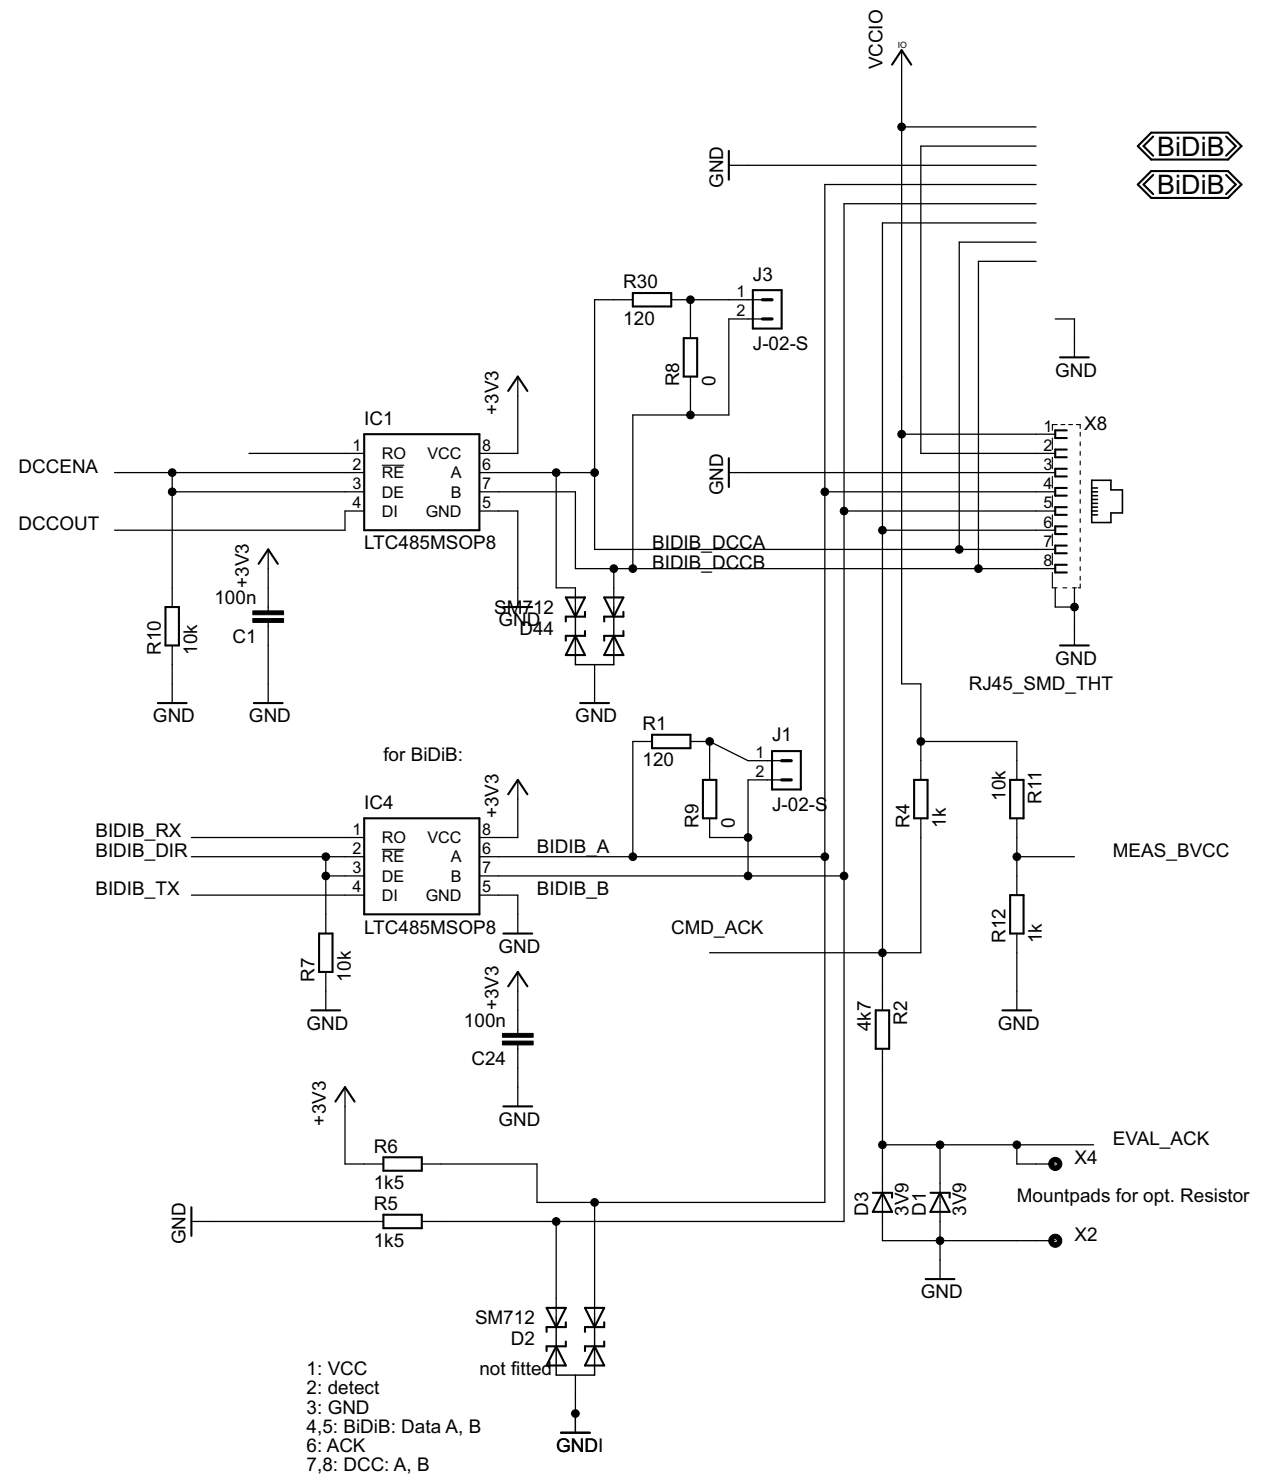 VCCIO
IO
BiDiB
BiDiB
GND
R30
120
J3
1
2
J-02-S
R8
0
GND
+3V3
IC1
1 RO VCC 8
2 RE A 6
3 DE B 7
4 DI GND 5
LTC485MSOP8
DCCENA
DCCOUT
GND
X8
1
2
3
4
5
6
7
8
BIDIB_DCCA
BIDIB_DCCB
+3V3
100n
C1
R10
10k
SM712
GND
D44
GND
GND
GND
GND
RJ45_SMD_THT
for BiDiB:
R1
120
J1
1
2
J-02-S
R9
0
+3V3
IC4
1 RO VCC 8
2 RE A 6
3 DE B 7
4 DI GND 5
LTC485MSOP8
BIDIB_RX
BIDIB_DIR
BIDIB_TX
BIDIB_A
BIDIB_B
R4
1k
10k
R11
MEAS_BVCC
R12
1k
CMD_ACK
GND
R7
10k
GND
+3V3
100n
C24
GND
4k7
R2
GND
+3V3
R6
1k5
R5
1k5
GND
EVAL_ACK
X4
D3
3V9
D1
3V9
Mountpads for opt. Resistor
X2
GND
SM712
D2
not fitted
GNDI
1: VCC
2: detect
3: GND
4,5: BiDiB: Data A, B
6: ACK
7,8: DCC: A, B